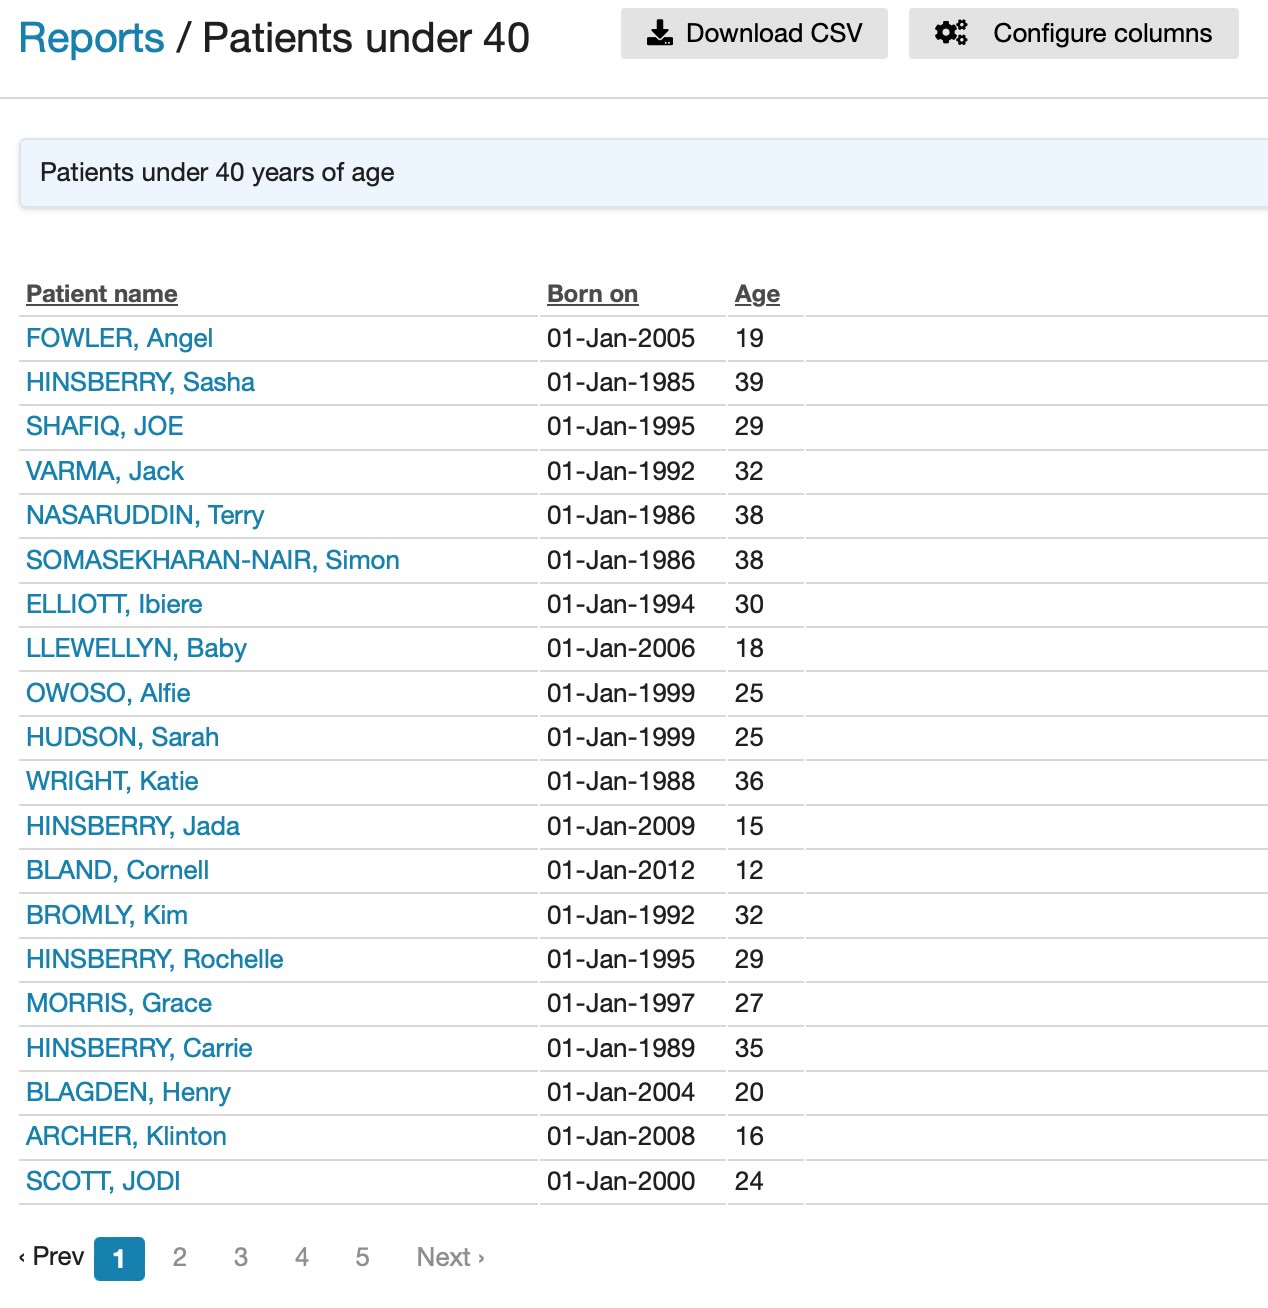 Reports / Patients under 40
Download CSV
Configure columns
Patients under 40 years of age
Patient name Born on Age
FOWLER, Angel 01-Jan-2005 19
HINSBERRY, Sasha 01-Jan-1985 39
SHAFIQ, JOE 01-Jan-1995 29
VARMA, Jack 01-Jan-1992 32
NASARUDDIN, Terry 01-Jan-1986 38
SOMASEKHARAN-NAIR, Simon 01-Jan-1986 38
ELLIOTT, Ibiere 01-Jan-1994 30
LLEWELLYN, Baby 01-Jan-2006 18
OWOSO, Alfie 01-Jan-1999 25
HUDSON, Sarah 01-Jan-1999 25
WRIGHT, Katie 01-Jan-1988 36
HINSBERRY, Jada 01-Jan-2009 15
BLAND, Cornell 01-Jan-2012 12
BROMLY, Kim 01-Jan-1992 32
HINSBERRY, Rochelle 01-Jan-1995 29
MORRIS, Grace 01-Jan-1997 27
HINSBERRY, Carrie 01-Jan-1989 35
BLAGDEN, Henry 01-Jan-2004 20
ARCHER, Klinton 01-Jan-2008 16
SCOTT, JODI 01-Jan-2000 24
‹ Prev 1 2 3 4 5 Next ›